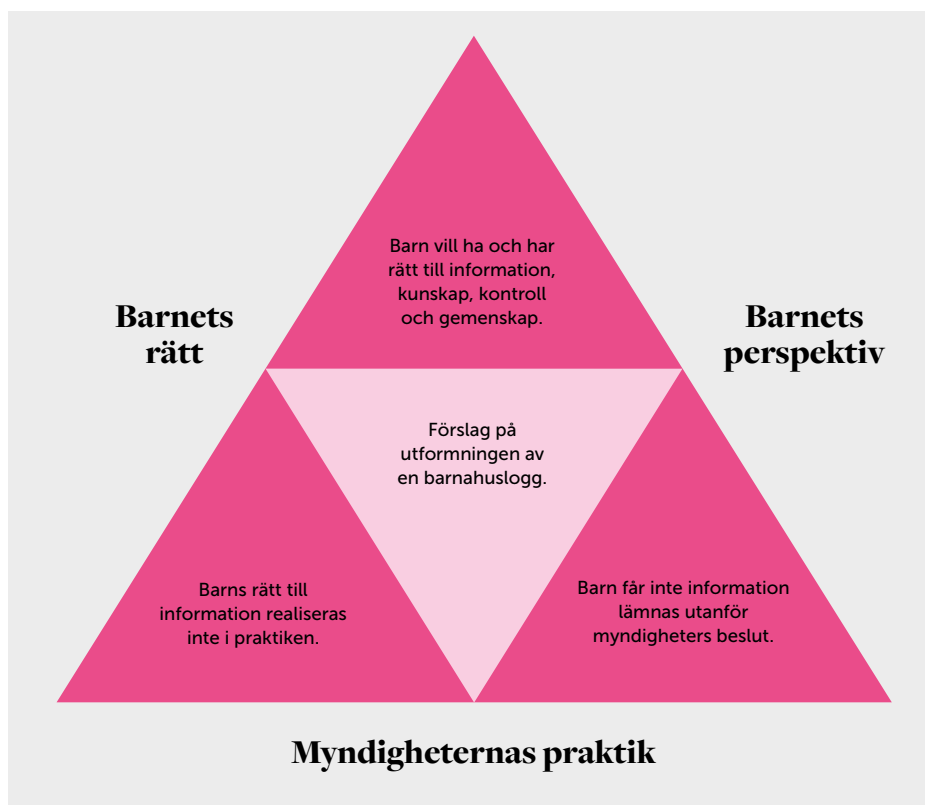 Barn vill ha och har
rätt till information,
kunskap, kontroll
och gemenskap.
Barnets
rätt
Barnets
perspektiv
Förslag på
utformningen av
en barnahuslogg.
Barns rätt till
information realiseras
inte i praktiken.
Barn får inte information
lämnas utanför
myndigheters beslut.
Myndigheternas praktik